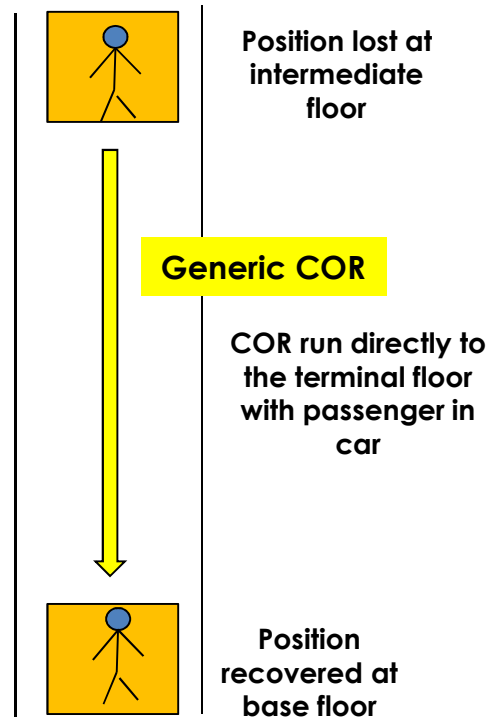 Position lost at
intermediate
floor
Generic COR
COR run directly to
the terminal floor
with passenger in
car
Position
recovered at
base floor